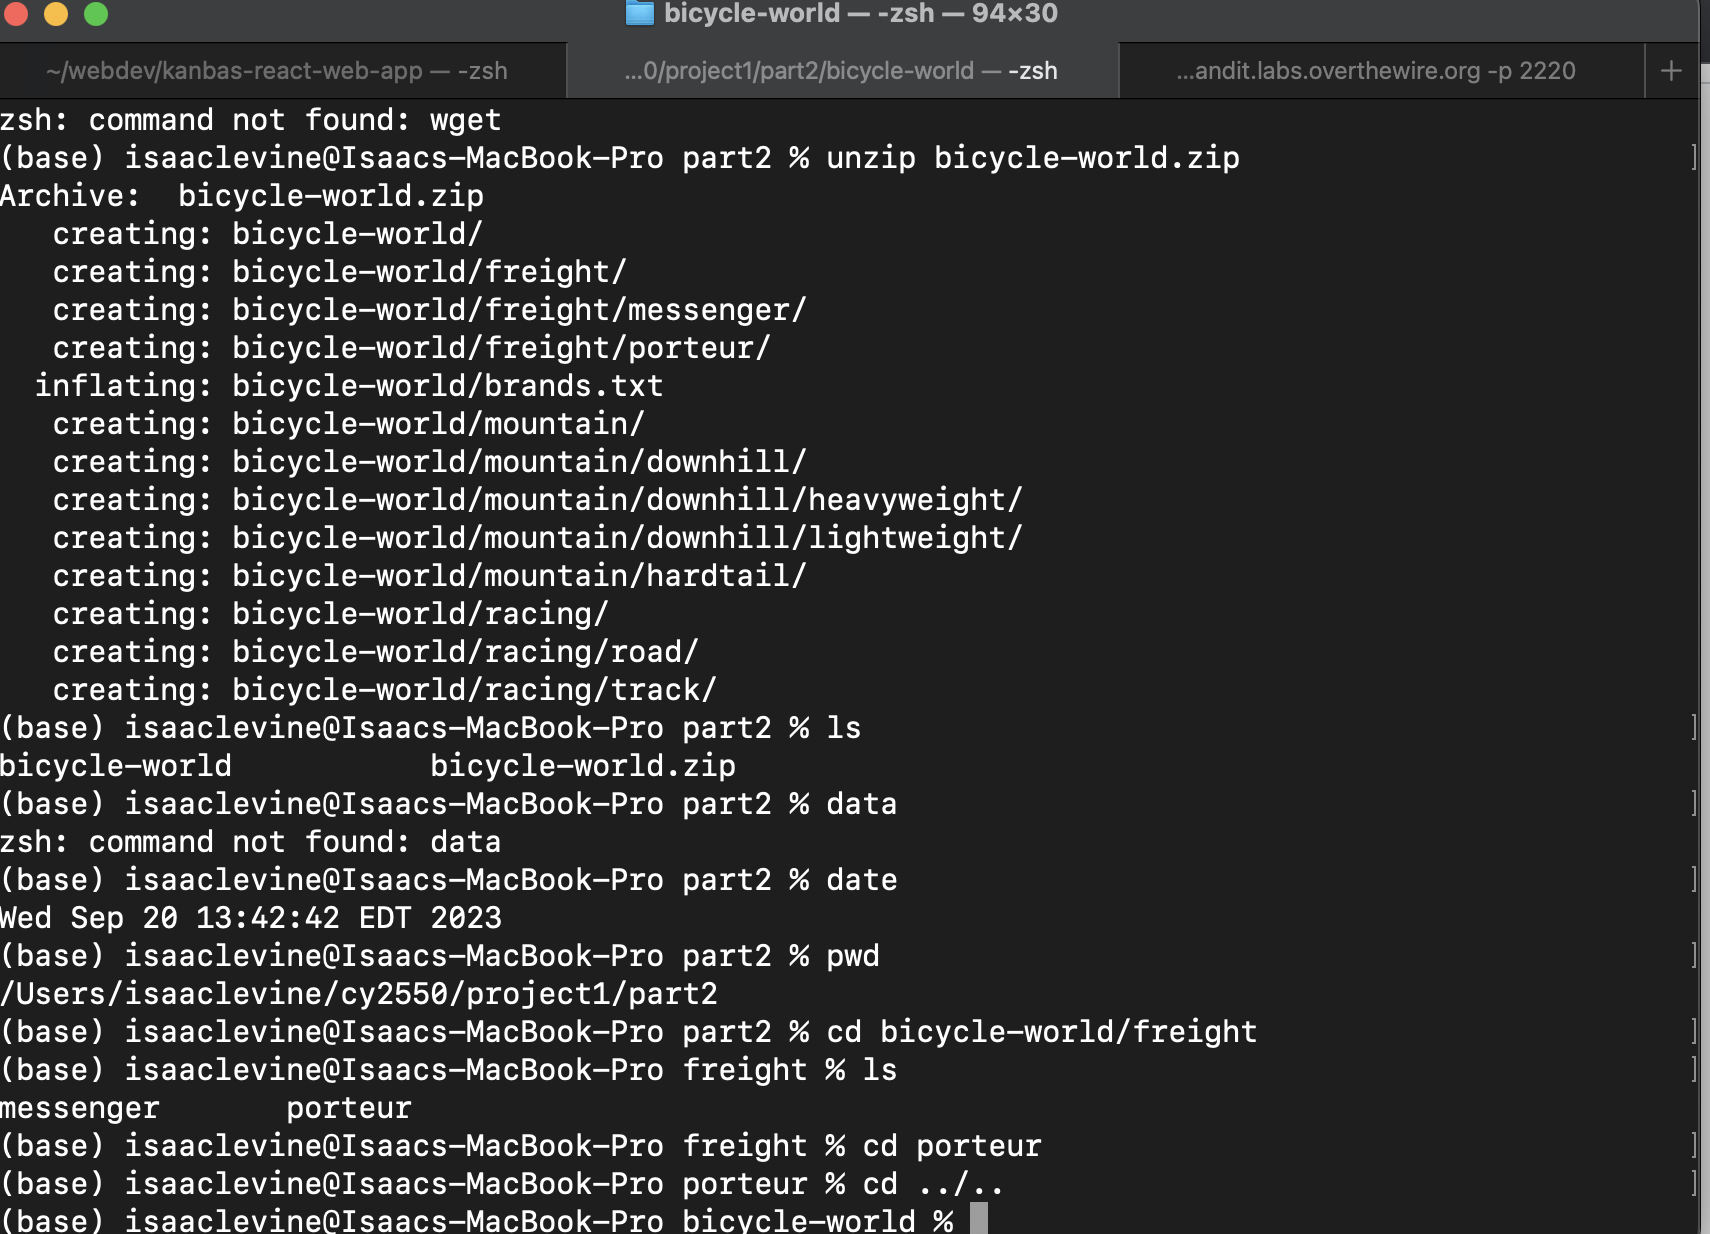 bicycle-world — -zsh — 94×30
~/webdev/kanbas-react-web-app — -zsh
...0/project1/part2/bicycle-world — -zsh
...andit.labs.overthewire.org -p 2220
+
zsh: command not found: wget
(base) isaaclevine@Isaacs-MacBook-Pro part2 % unzip bicycle-world.zip ]
Archive:  bicycle-world.zip
   creating: bicycle-world/
   creating: bicycle-world/freight/
   creating: bicycle-world/freight/messenger/
   creating: bicycle-world/freight/porteur/
  inflating: bicycle-world/brands.txt
   creating: bicycle-world/mountain/
   creating: bicycle-world/mountain/downhill/
   creating: bicycle-world/mountain/downhill/heavyweight/
   creating: bicycle-world/mountain/downhill/lightweight/
   creating: bicycle-world/mountain/hardtail/
   creating: bicycle-world/racing/
   creating: bicycle-world/racing/road/
   creating: bicycle-world/racing/track/
(base) isaaclevine@Isaacs-MacBook-Pro part2 % ls ]
bicycle-world           bicycle-world.zip
(base) isaaclevine@Isaacs-MacBook-Pro part2 % data ]
zsh: command not found: data
(base) isaaclevine@Isaacs-MacBook-Pro part2 % date ]
Wed Sep 20 13:42:42 EDT 2023
(base) isaaclevine@Isaacs-MacBook-Pro part2 % pwd ]
/Users/isaaclevine/cy2550/project1/part2
(base) isaaclevine@Isaacs-MacBook-Pro part2 % cd bicycle-world/freight ]
(base) isaaclevine@Isaacs-MacBook-Pro freight % ls ]
messenger       porteur
(base) isaaclevine@Isaacs-MacBook-Pro freight % cd porteur ]
(base) isaaclevine@Isaacs-MacBook-Pro porteur % cd ../.. ]
(base) isaaclevine@Isaacs-MacBook-Pro bicycle-world %